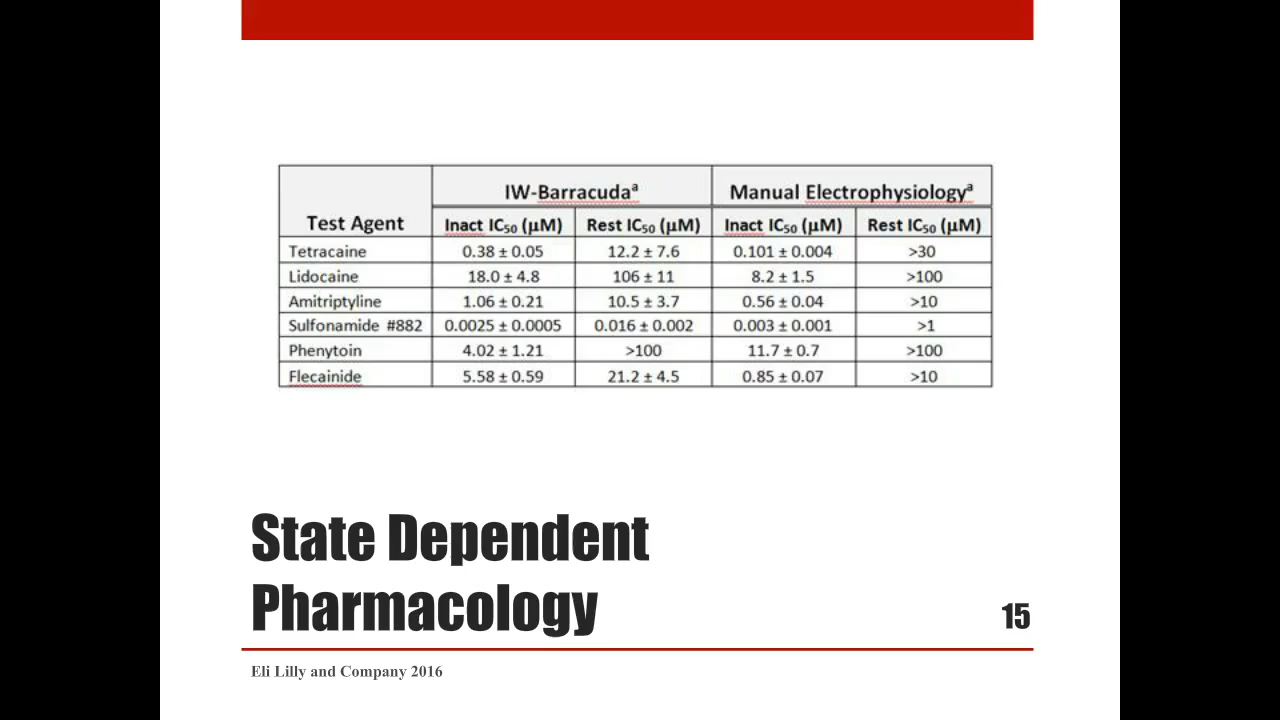 IW-Barracudaᵃ Manual Electrophysiologyᵃ
Test Agent Inact IC₅₀ (µM) Rest IC₅₀ (µM) Inact IC₅₀ (µM) Rest IC₅₀ (µM)
Tetracaine 0.38 ± 0.05 12.2 ± 7.6 0.101 ± 0.004 >30
Lidocaine 18.0 ± 4.8 106 ± 11 8.2 ± 1.5 >100
Amitriptyline 1.06 ± 0.21 10.5 ± 3.7 0.56 ± 0.04 >10
Sulfonamide #882 0.0025 ± 0.0005 0.016 ± 0.002 0.003 ± 0.001 >1
Phenytoin 4.02 ± 1.21 >100 11.7 ± 0.7 >100
Flecainide 5.58 ± 0.59 21.2 ± 4.5 0.85 ± 0.07 >10
State Dependent
Pharmacology
15
Eli Lilly and Company 2016